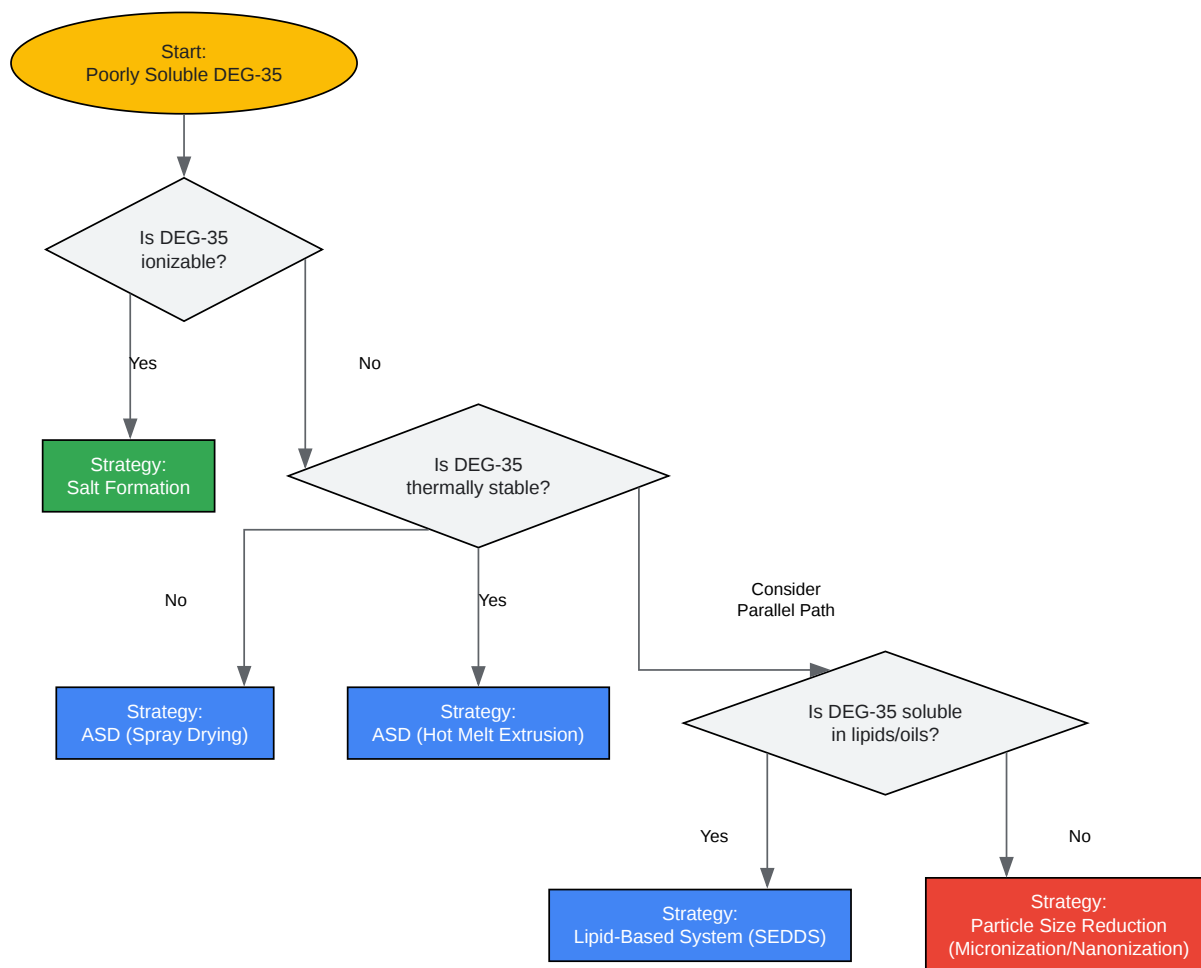 Start:
Poorly Soluble DEG-35
Is DEG-35
ionizable?
Yes
No
Strategy:
Salt Formation
Is DEG-35
thermally stable?
No
Yes
Consider
Parallel Path
Strategy:
ASD (Spray Drying)
Strategy:
ASD (Hot Melt Extrusion)
Is DEG-35 soluble
in lipids/oils?
Yes
No
Strategy:
Lipid-Based System (SEDDS)
Strategy:
Particle Size Reduction
(Micronization/Nanonization)